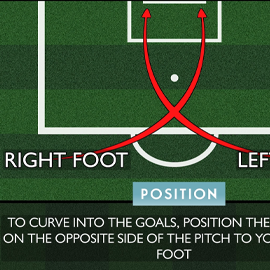 RIGHT FOOT LEF
POSITION
TO CURVE INTO THE GOALS, POSITION THE
ON THE OPPOSITE SIDE OF THE PITCH TO YO
FOOT